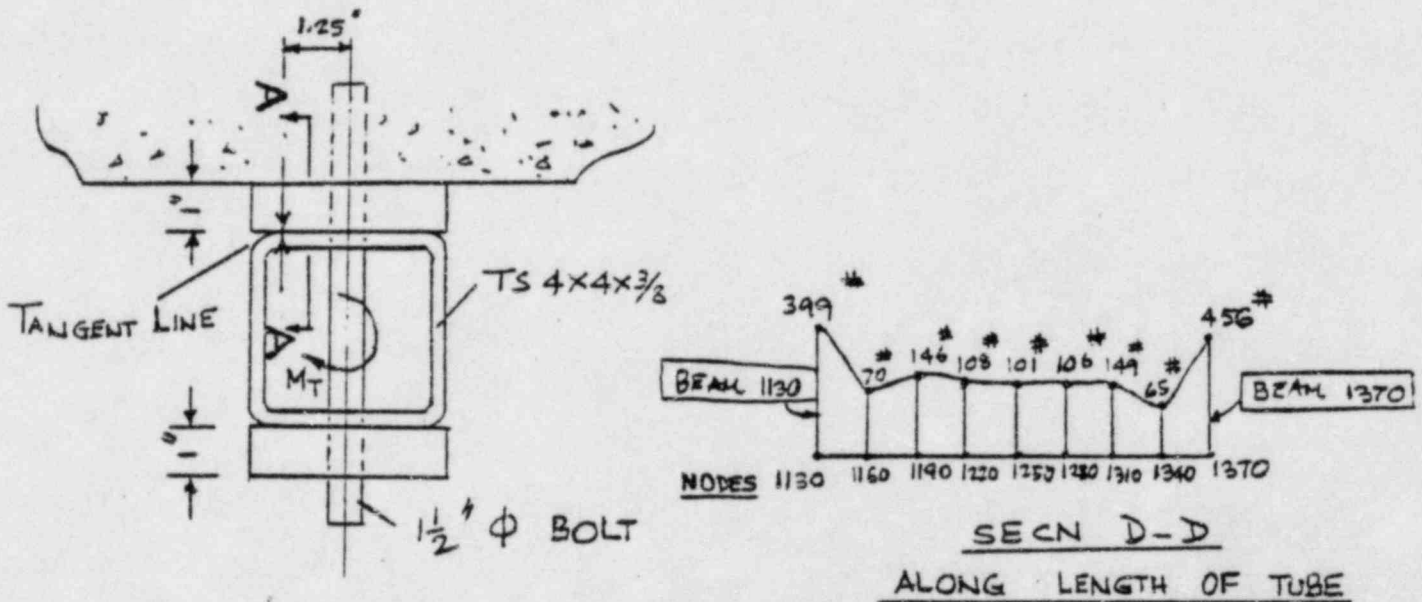 1.25"
A
1"
TANGENT LINE
TS 4x4x3/8
A
MT
1"
1 1/2" Φ BOLT
399 #
70 #
146 #
108 #
101 #
106 #
149 #
65 #
456 #
BEAM 1130
BEAM 1370
NODES 1130 1160 1190 1220 1250 1280 1310 1340 1370
SECN D-D
ALONG LENGTH OF TUBE